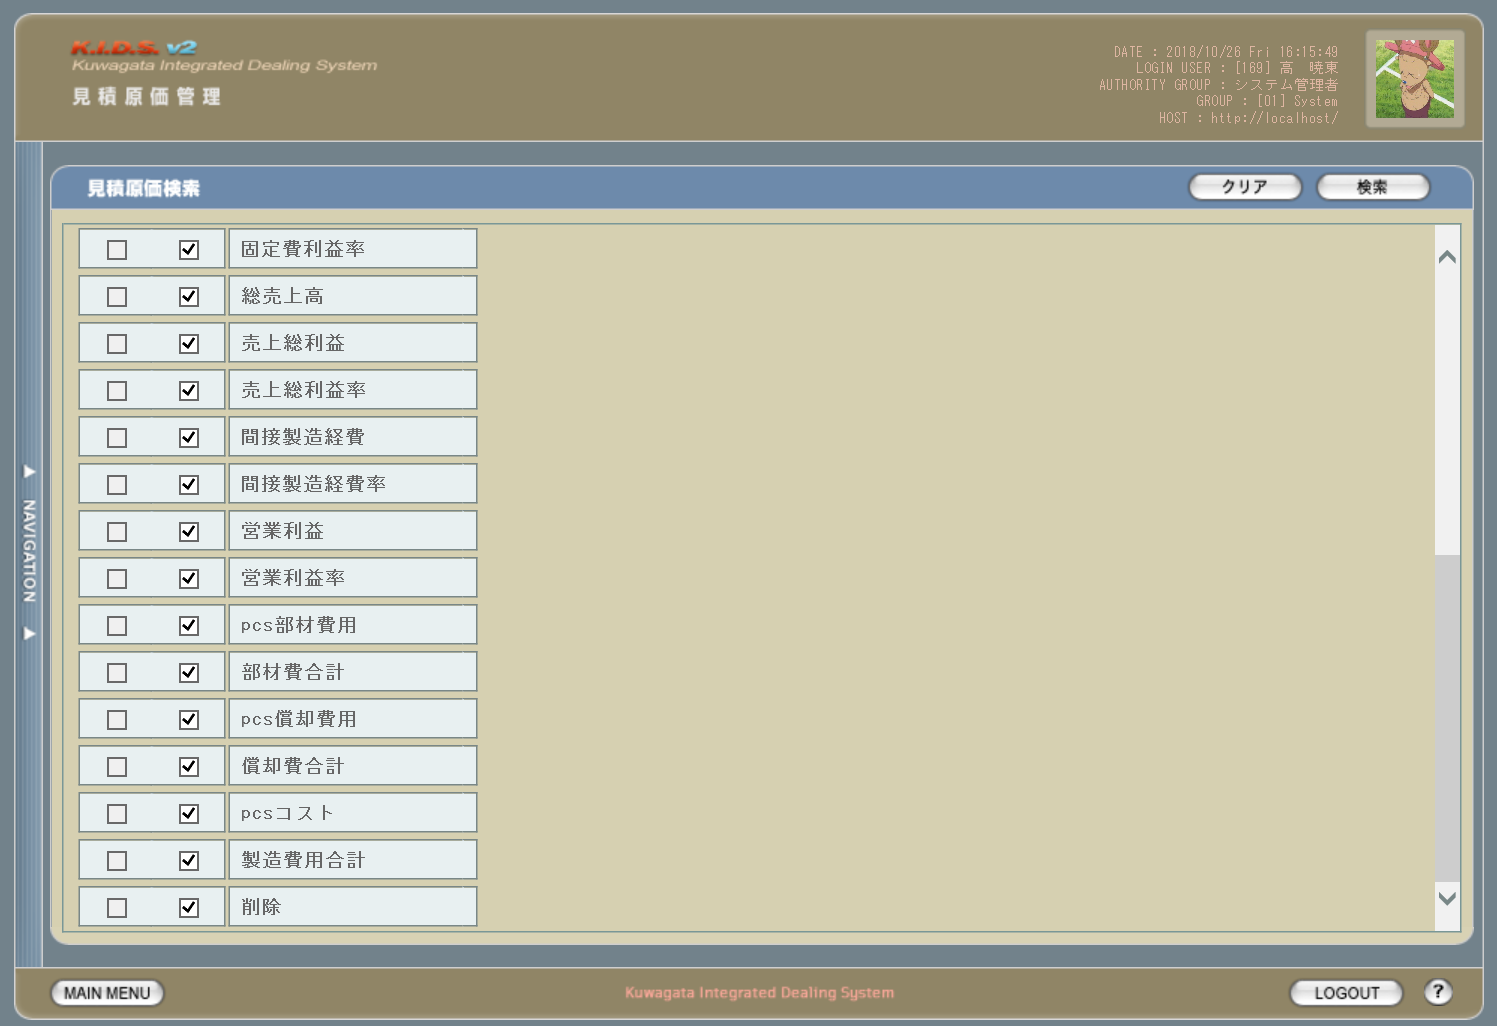 K.I.D.S. v2
Kuwagata Integrated Dealing System
見積原価管理
DATE : 2018/10/26 Fri 16:15:49
LOGIN USER : [169] 高　暁東
AUTHORITY GROUP : システム管理者
GROUP : [01] System
HOST : http://localhost/
見積原価検索
クリア
検索
固定費利益率
総売上高
売上総利益
売上総利益率
間接製造経費
間接製造経費率
営業利益
営業利益率
pcs部材費用
部材費合計
pcs償却費用
償却費合計
pcsコスト
製造費用合計
削除
NAVIGATION
MAIN MENU
Kuwagata Integrated Dealing System
LOGOUT
?